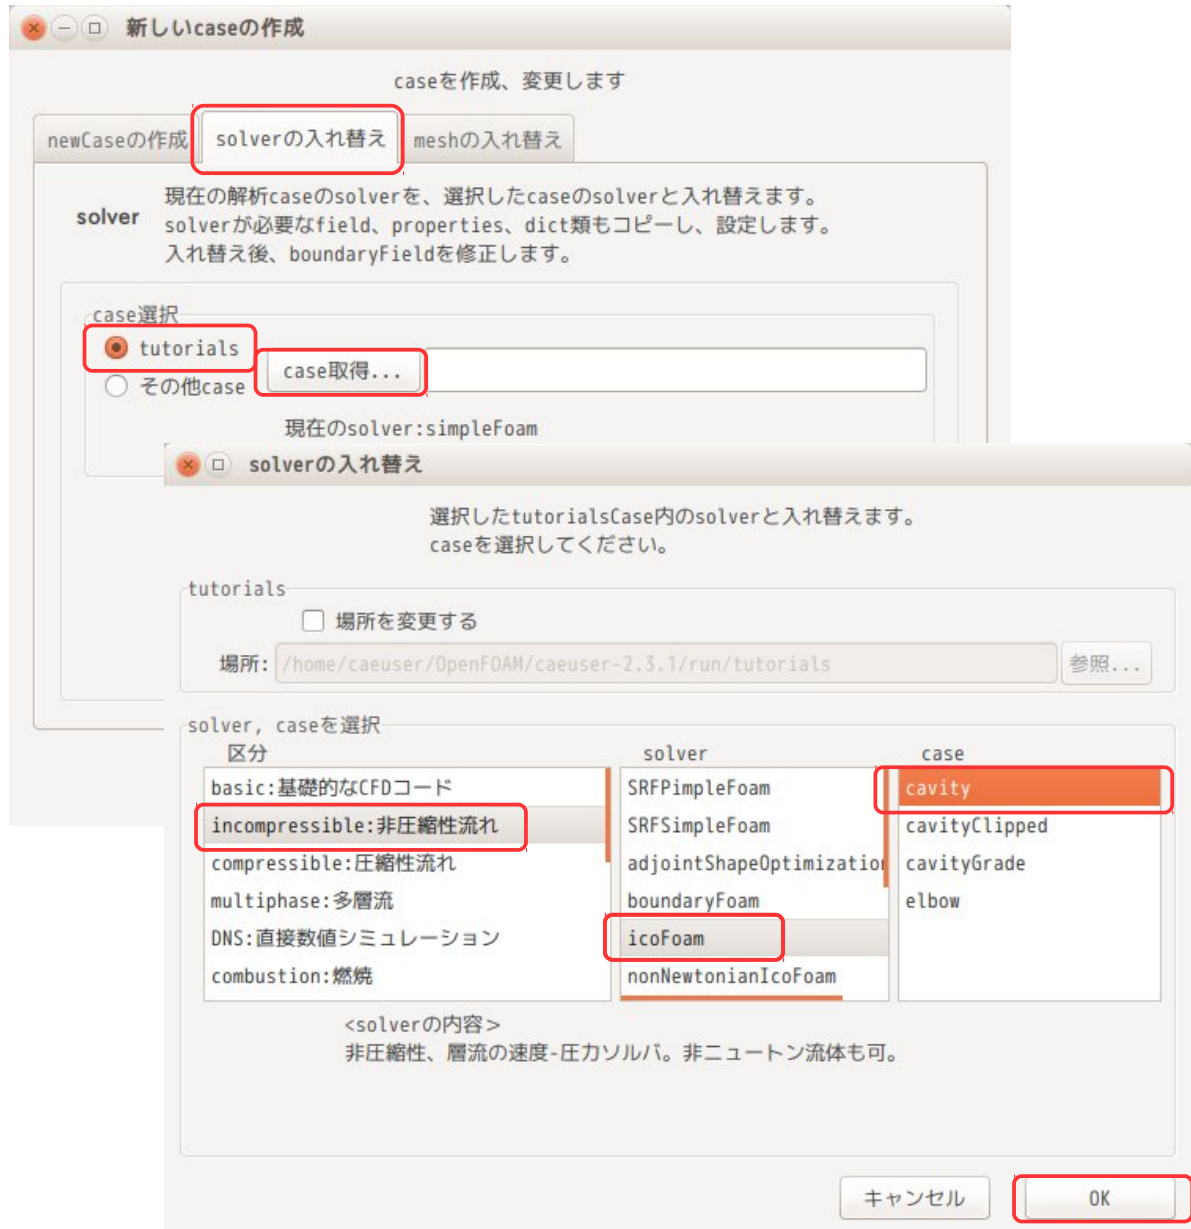 新しいcaseの作成
caseを作成、変更します
newCaseの作成 solverの入れ替え meshの入れ替え
solver
現在の解析caseのsolverを、選択したcaseのsolverと入れ替えます。
solverが必要なfield、properties、dict類もコピーし、設定します。
入れ替え後、boundaryFieldを修正します。
case選択
tutorials
case取得...
その他case
現在のsolver:simpleFoam
solverの入れ替え
選択したtutorialsCase内のsolverと入れ替えます。
caseを選択してください。
tutorials
場所を変更する
場所: /home/caeuser/OpenFOAM/caeuser-2.3.1/run/tutorials 参照...
solver, caseを選択
区分 solver case
basic:基礎的なCFDコード SRFPimpleFoam cavity
incompressible:非圧縮性流れ SRFSimpleFoam cavityClipped
compressible:圧縮性流れ adjointShapeOptimization cavityGrade
multiphase:多層流 boundaryFoam elbow
DNS:直接数値シミュレーション icoFoam
combustion:燃焼 nonNewtonianIcoFoam
<solverの内容>
非圧縮性、層流の速度-圧力ソルバ。非ニュートン流体も可。
キャンセル OK